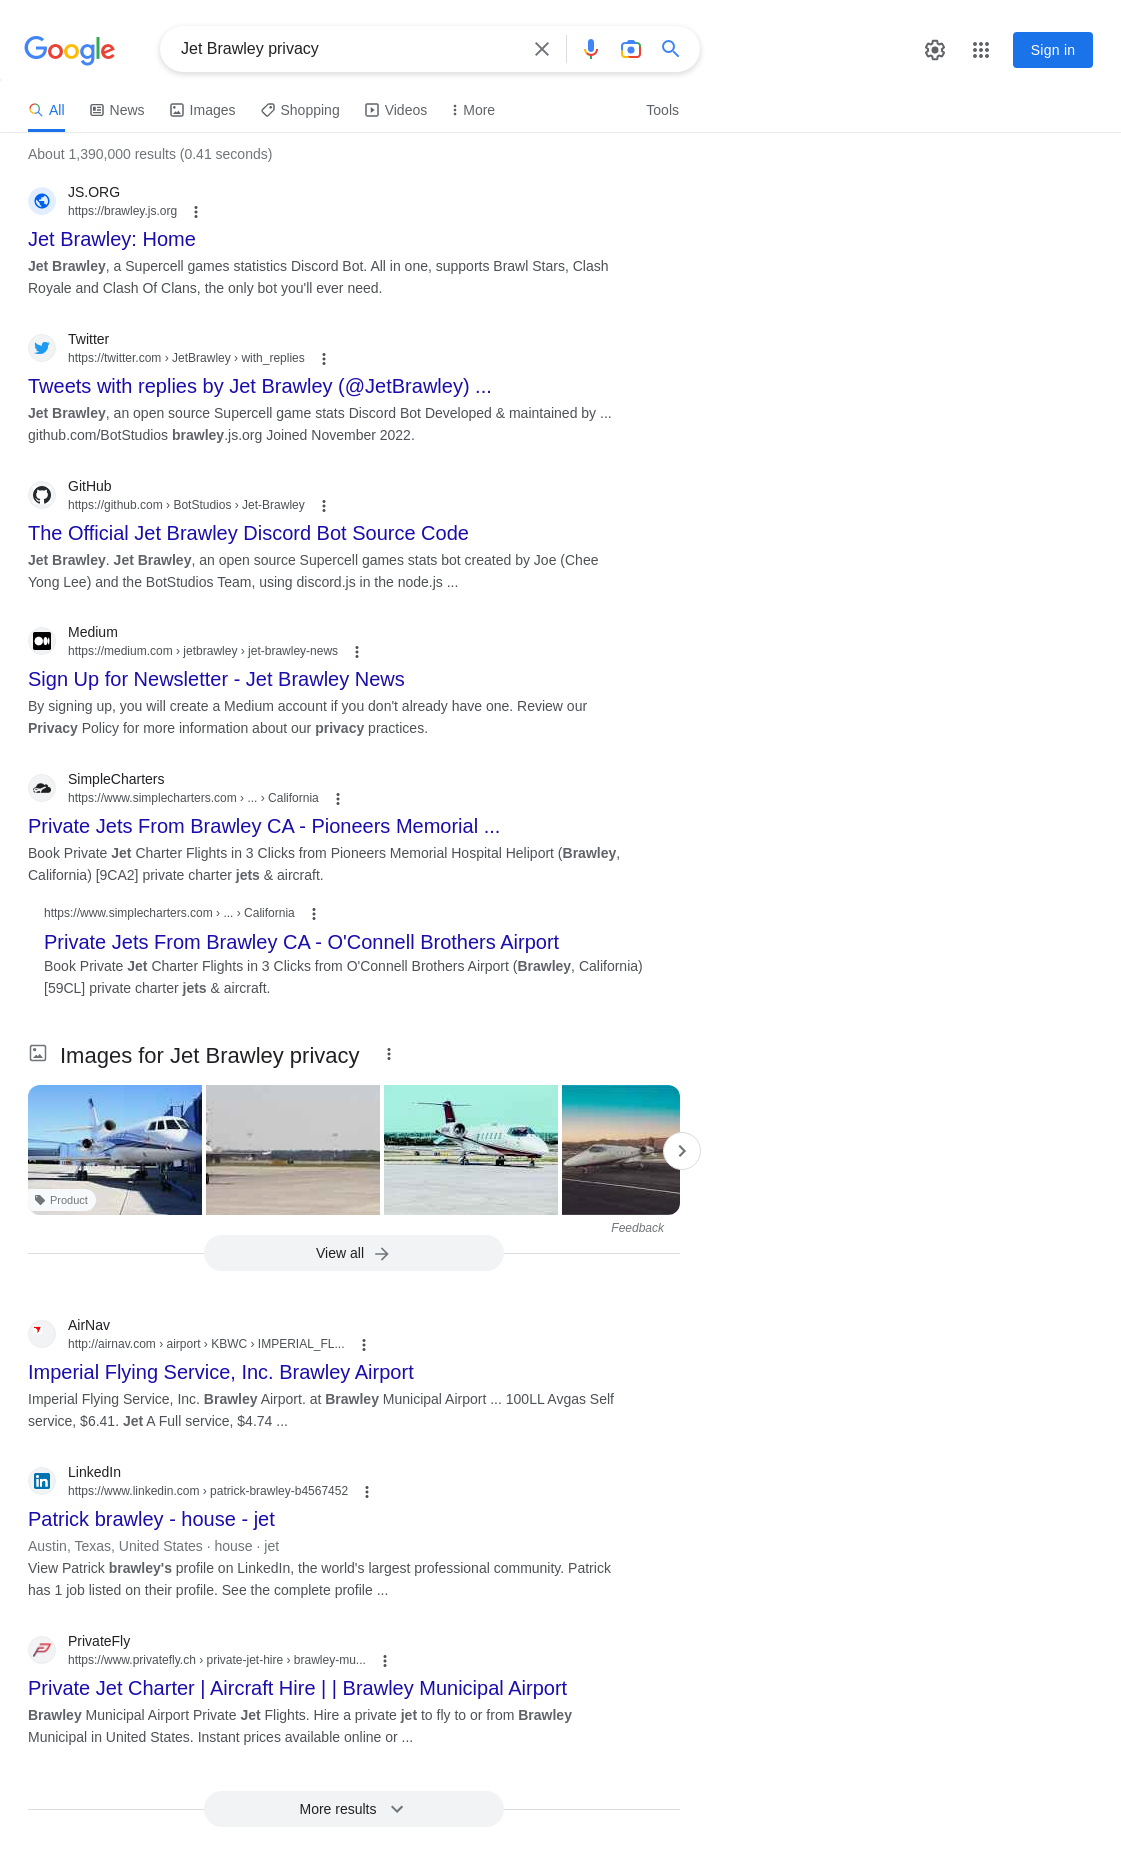 Google
Jet Brawley privacy
Sign in
All
News
Images
Shopping
Videos
More
Tools
About 1,390,000 results (0.41 seconds)
JS.ORG
https://brawley.js.org
Jet Brawley: Home
Jet Brawley, a Supercell games statistics Discord Bot. All in one, supports Brawl Stars, Clash
Royale and Clash Of Clans, the only bot you'll ever need.
Twitter
https://twitter.com › JetBrawley › with_replies
Tweets with replies by Jet Brawley (@JetBrawley) ...
Jet Brawley, an open source Supercell game stats Discord Bot Developed & maintained by ...
github.com/BotStudios brawley.js.org Joined November 2022.
GitHub
https://github.com › BotStudios › Jet-Brawley
The Official Jet Brawley Discord Bot Source Code
Jet Brawley. Jet Brawley, an open source Supercell games stats bot created by Joe (Chee
Yong Lee) and the BotStudios Team, using discord.js in the node.js ...
Medium
https://medium.com › jetbrawley › jet-brawley-news
Sign Up for Newsletter - Jet Brawley News
By signing up, you will create a Medium account if you don't already have one. Review our
Privacy Policy for more information about our privacy practices.
SimpleCharters
https://www.simplecharters.com › ... › California
Private Jets From Brawley CA - Pioneers Memorial ...
Book Private Jet Charter Flights in 3 Clicks from Pioneers Memorial Hospital Heliport (Brawley,
California) [9CA2] private charter jets & aircraft.
https://www.simplecharters.com › ... › California
Private Jets From Brawley CA - O'Connell Brothers Airport
Book Private Jet Charter Flights in 3 Clicks from O'Connell Brothers Airport (Brawley, California)
[59CL] private charter jets & aircraft.
Images for Jet Brawley privacy
Product
Feedback
View all
AirNav
http://airnav.com › airport › KBWC › IMPERIAL_FL...
Imperial Flying Service, Inc. Brawley Airport
Imperial Flying Service, Inc. Brawley Airport. at Brawley Municipal Airport ... 100LL Avgas Self
service, $6.41. Jet A Full service, $4.74 ...
LinkedIn
https://www.linkedin.com › patrick-brawley-b4567452
Patrick brawley - house - jet
Austin, Texas, United States · house · jet
View Patrick brawley's profile on LinkedIn, the world's largest professional community. Patrick
has 1 job listed on their profile. See the complete profile ...
PrivateFly
https://www.privatefly.ch › private-jet-hire › brawley-mu...
Private Jet Charter | Aircraft Hire | | Brawley Municipal Airport
Brawley Municipal Airport Private Jet Flights. Hire a private jet to fly to or from Brawley
Municipal in United States. Instant prices available online or ...
More results